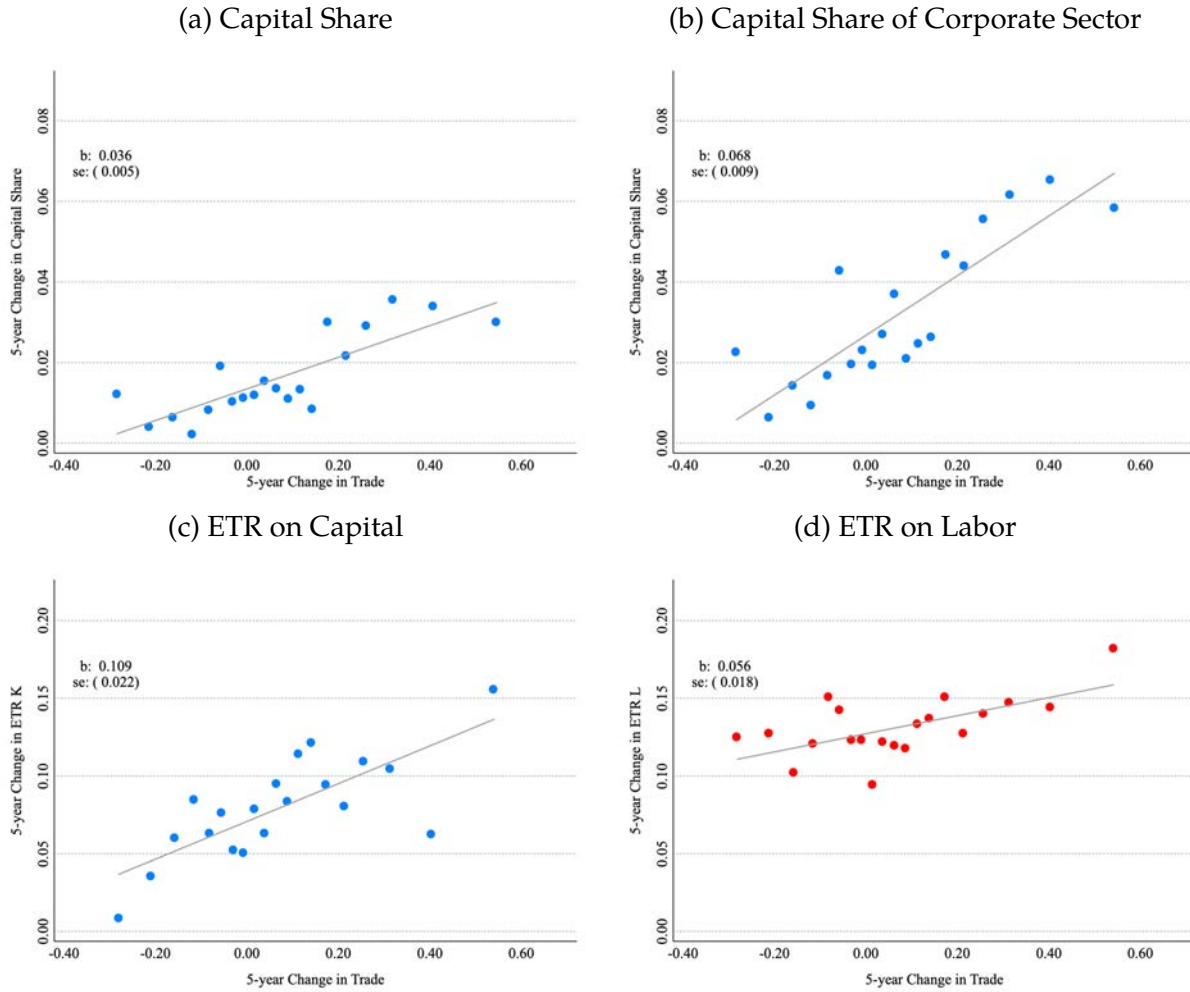 (a) Capital Share
5-year Change in Capital Share
0.08
0.06
0.04
0.02
0.00
b: 0.036
se: ( 0.005)
-0.40 -0.20 0.00 0.20 0.40 0.60
5-year Change in Trade
(b) Capital Share of Corporate Sector
5-year Change in Capital Share
0.08
0.06
0.04
0.02
0.00
b: 0.068
se: ( 0.009)
-0.40 -0.20 0.00 0.20 0.40 0.60
5-year Change in Trade
(c) ETR on Capital
5-year Change in ETR K
0.20
0.15
0.10
0.05
0.00
b: 0.109
se: ( 0.022)
-0.40 -0.20 0.00 0.20 0.40 0.60
5-year Change in Trade
(d) ETR on Labor
5-year Change in ETR L
0.20
0.15
0.10
0.05
0.00
b: 0.056
se: ( 0.018)
-0.40 -0.20 0.00 0.20 0.40 0.60
5-year Change in Trade